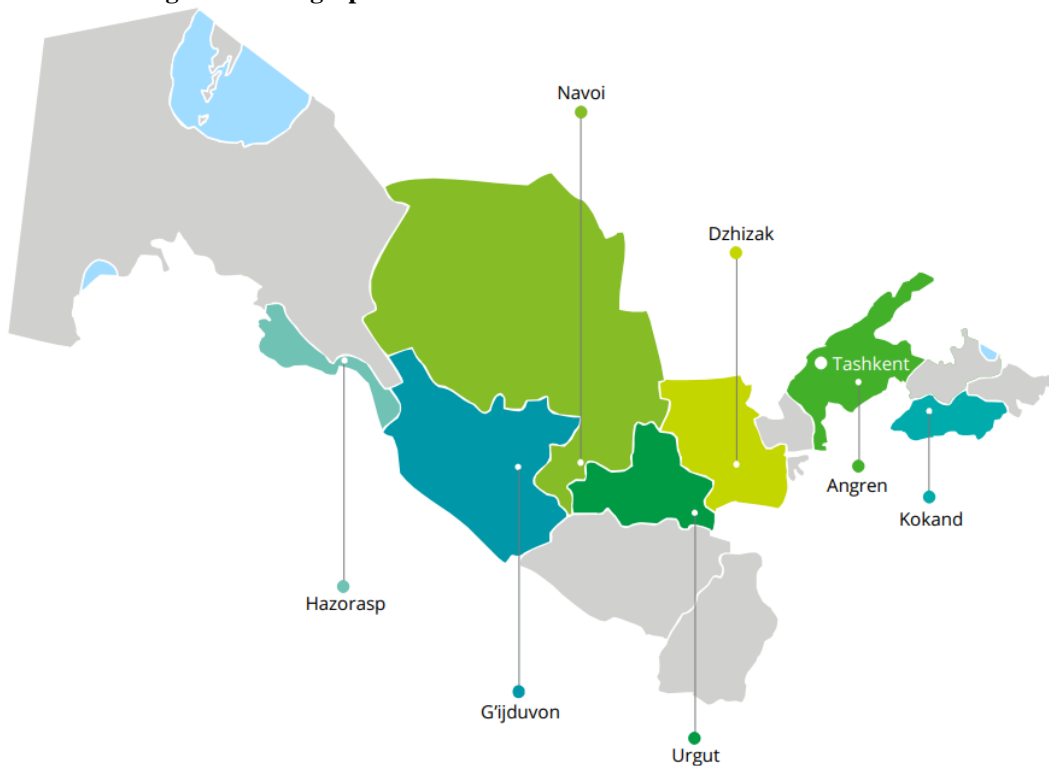 Navoi
Dzhizak
Tashkent
Angren
Kokand
Hazorasp
G'ijduvon
Urgut